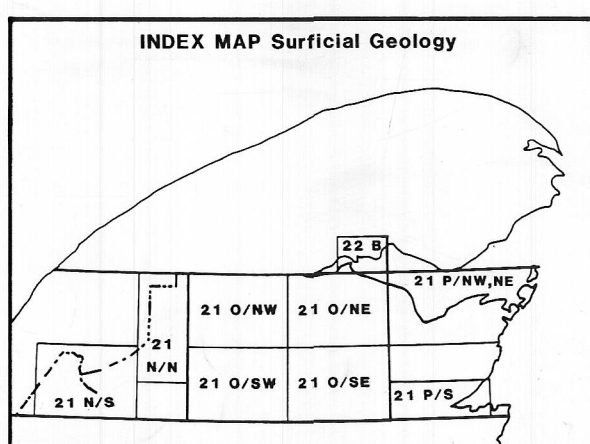 INDEX MAP Surficial Geology
22 B
21 P/NW,NE
21 O/NW
21 O/NE
21
N/N
21 O/SW
21 O/SE
21 N/S
21 P/S